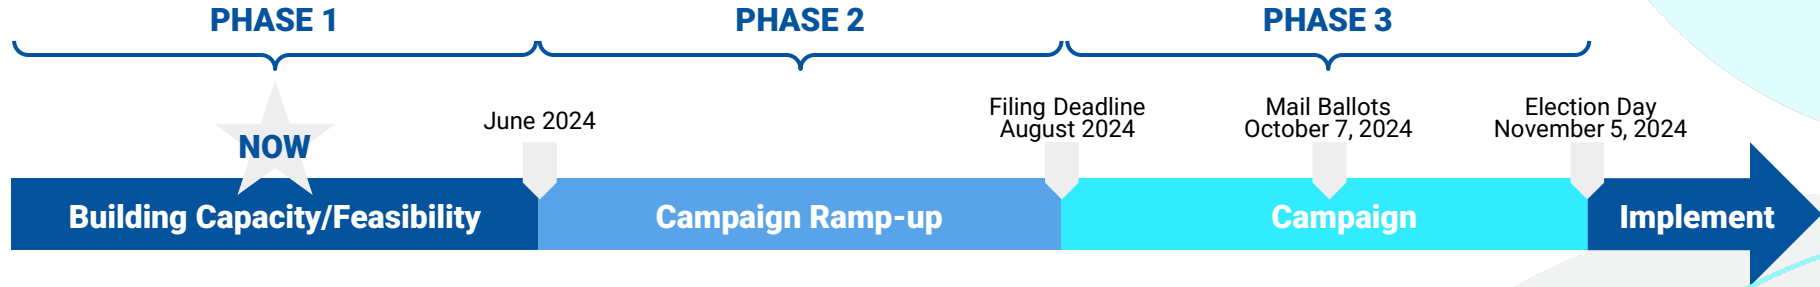 PHASE 1
PHASE 2
PHASE 3
NOW
June 2024
Filing Deadline
August 2024
Mail Ballots
October 7, 2024
Election Day
November 5, 2024
Building Capacity/Feasibility
Campaign Ramp-up
Campaign
Implement